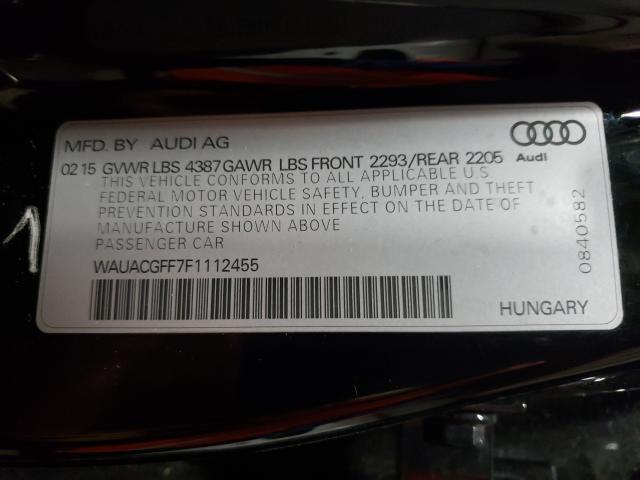 MFD. BY AUDI AG
02 15 GVWR LBS 4387 GAWR LBS FRONT 2293/REAR 2205
Audi
THIS VEHICLE CONFORMS TO ALL APPLICABLE U.S
FEDERAL MOTOR VEHICLE SAFETY, BUMPER AND THEFT
PREVENTION STANDARDS IN EFFECT ON THE DATE OF
MANUFACTURE SHOWN ABOVE
PASSENGER CAR
WAUACGFF7F1112455
HUNGARY
0840582
1